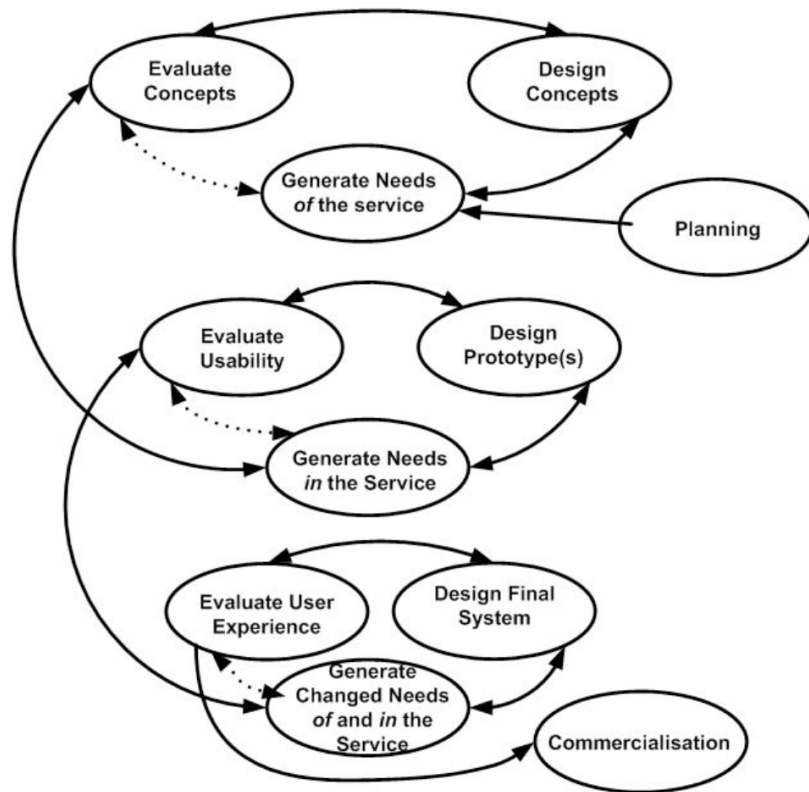 Evaluate
Concepts
Design
Concepts
Generate Needs
of the service
Planning
Evaluate
Usability
Design
Prototype(s)
Generate Needs
in the Service
Evaluate User
Experience
Design Final
System
Generate
Changed Needs
of and in the
Service
Commercialisation